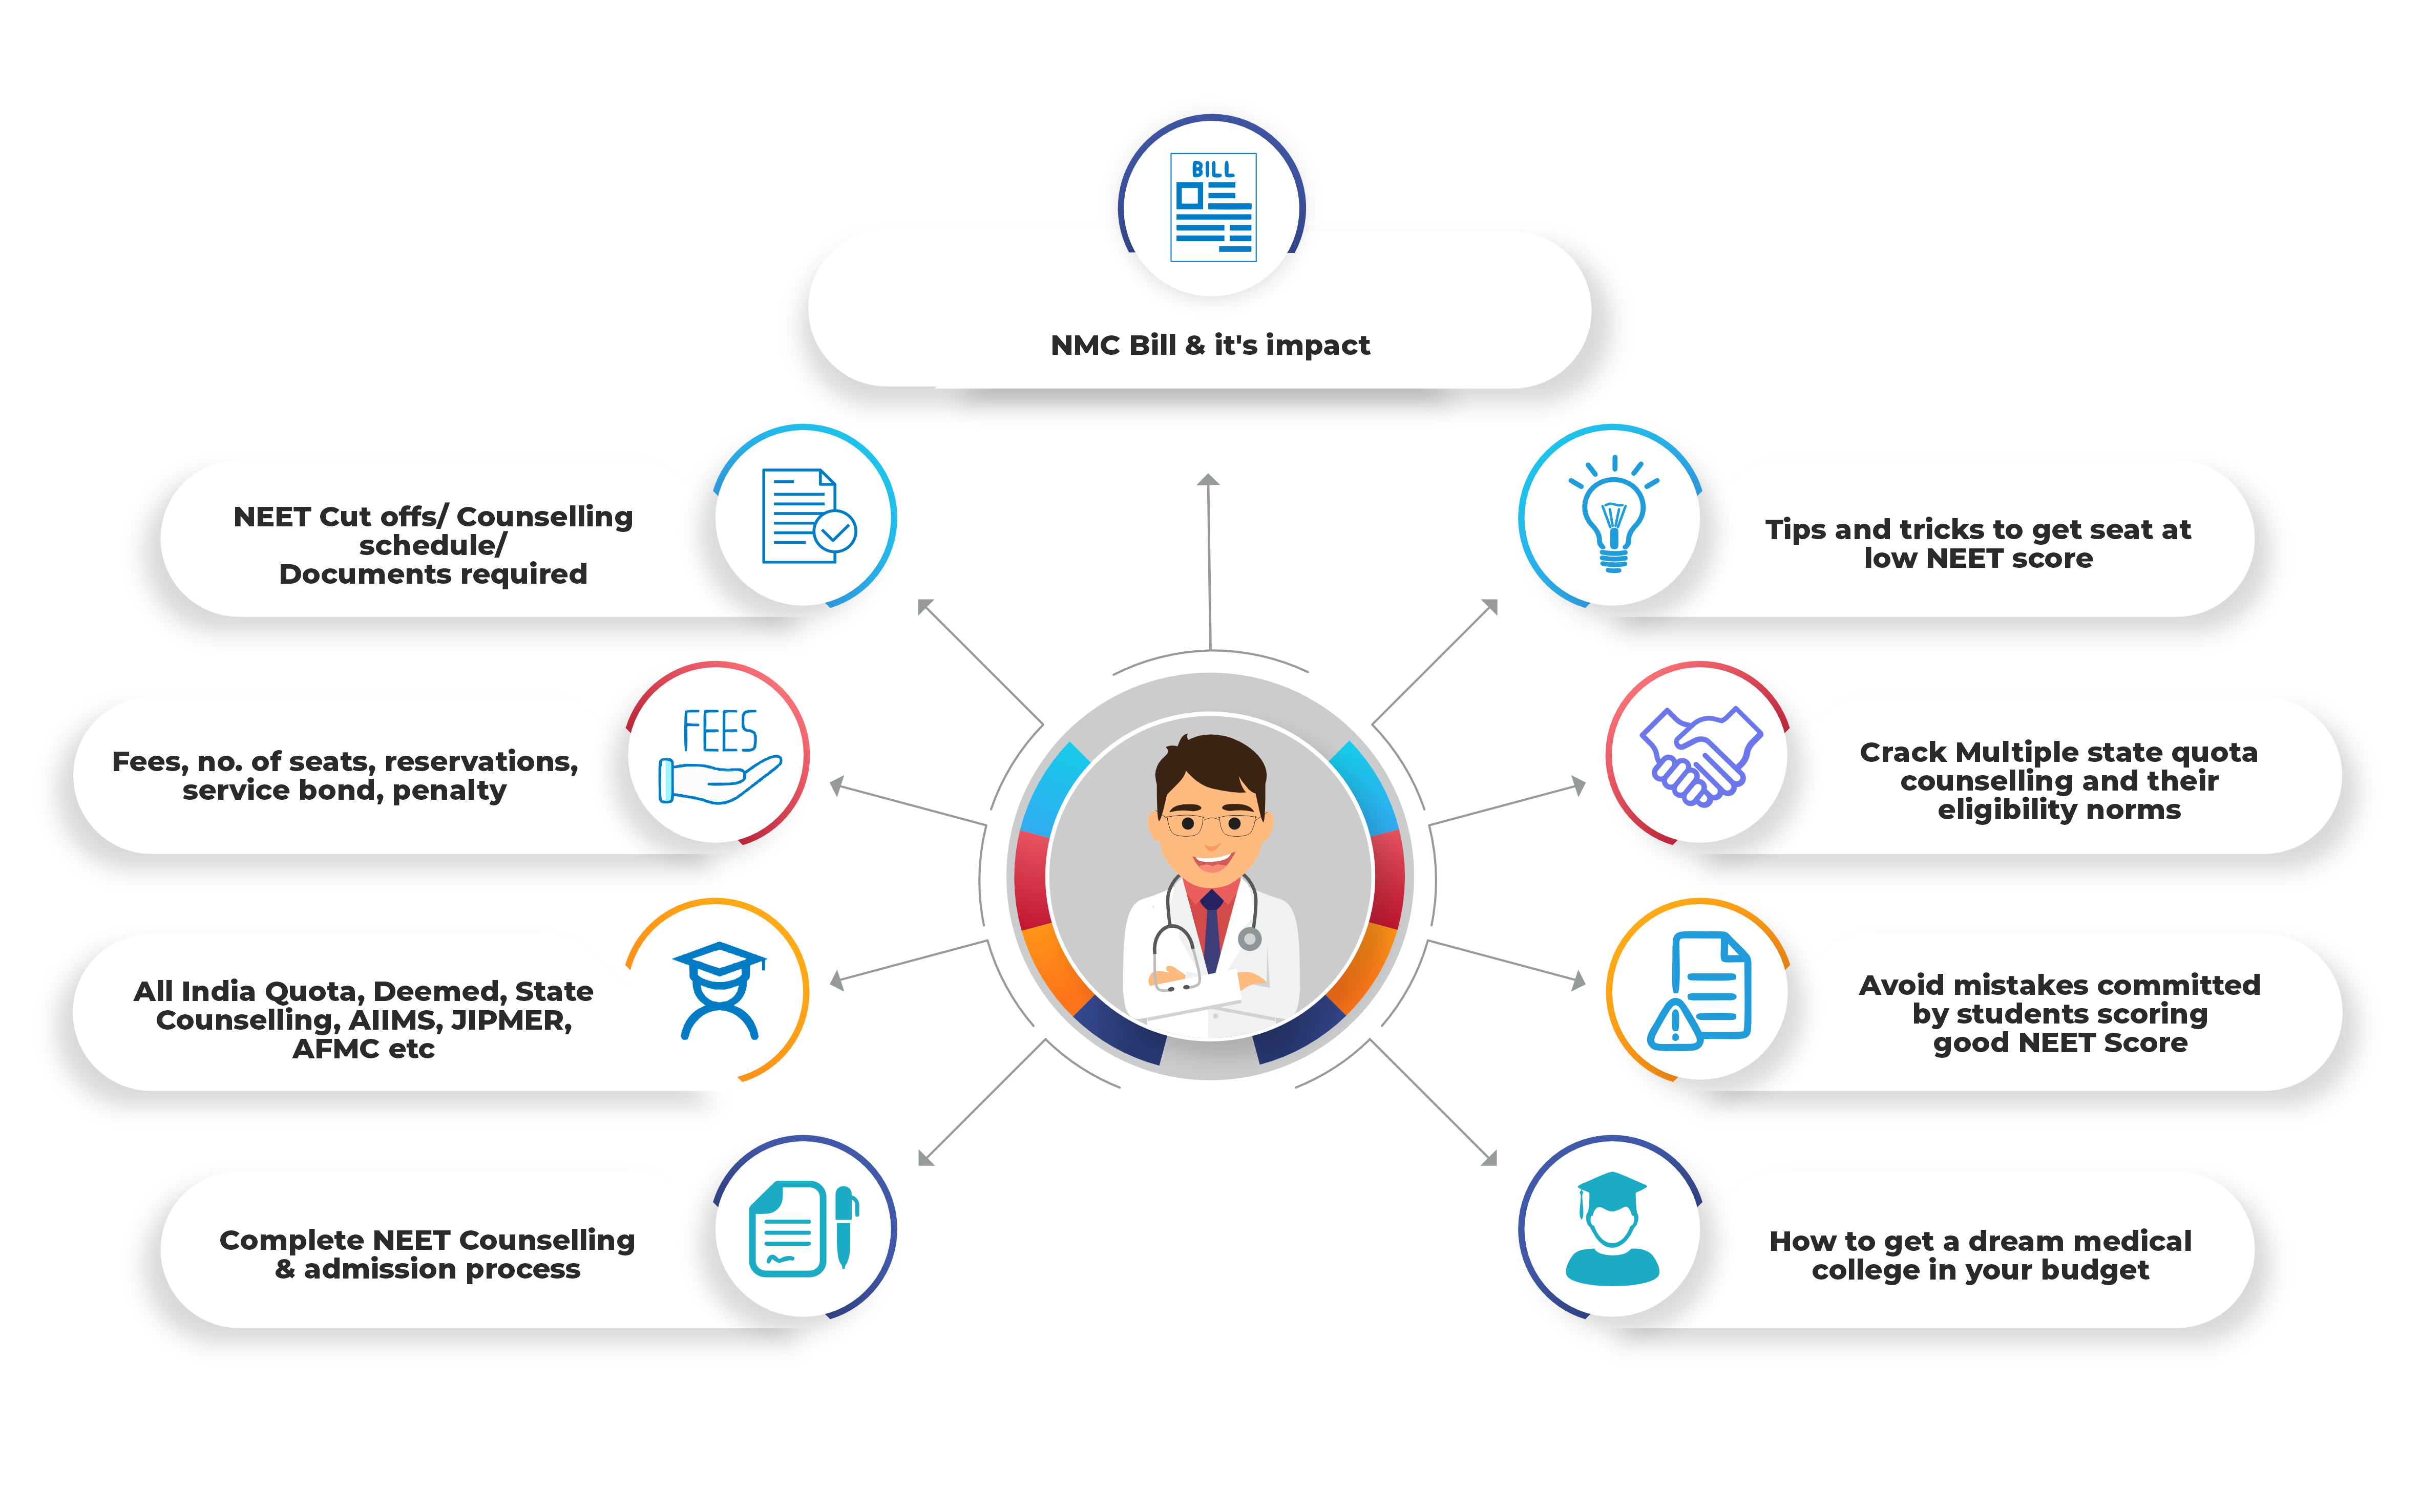 BILL
NMC Bill & it's impact
NEET Cut offs/ Counselling
schedule/
Documents required
Tips and tricks to get seat at
low NEET score
FEES
Fees, no. of seats, reservations,
service bond, penalty
Crack Multiple state quota
counselling and their
eligibility norms
All India Quota, Deemed, State
Counselling, AIIMS, JIPMER,
AFMC etc
Avoid mistakes committed
by students scoring
good NEET Score
Complete NEET Counselling
& admission process
How to get a dream medical
college in your budget